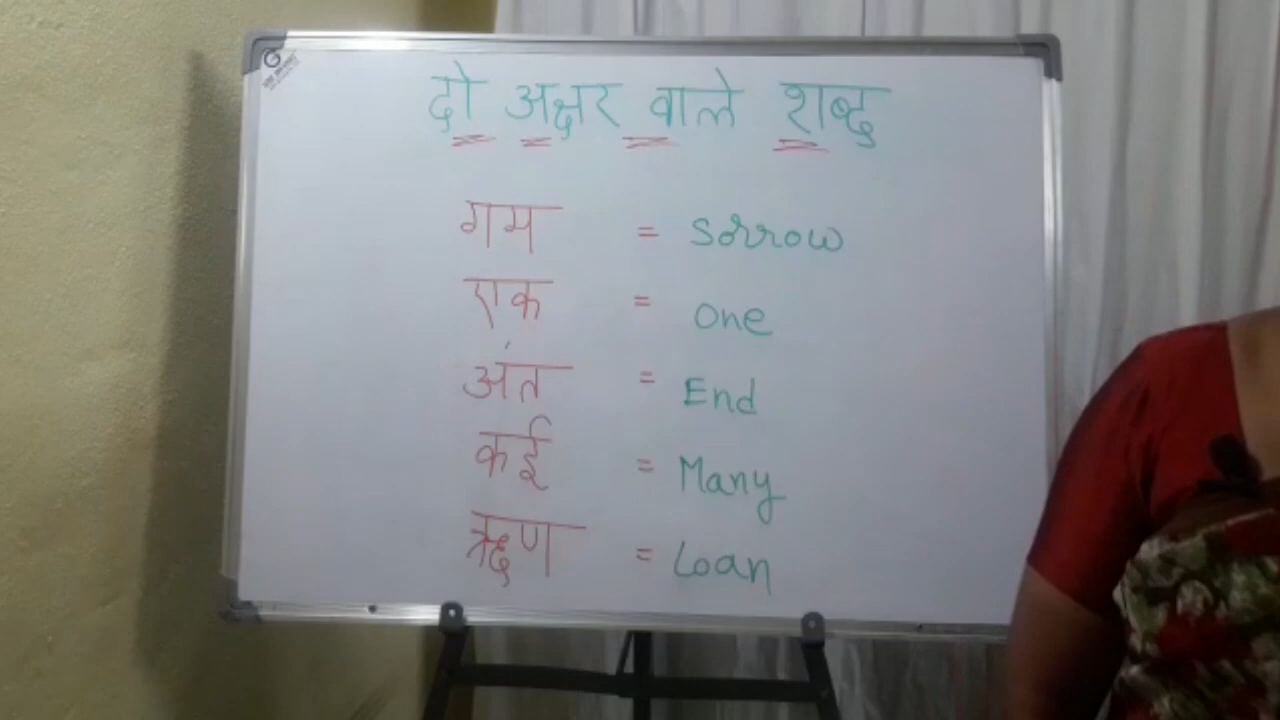 दो अक्षर वाले शब्द
गम = Sorrow
एक = One
अंत = End
कई = Many
ऋण = Loan